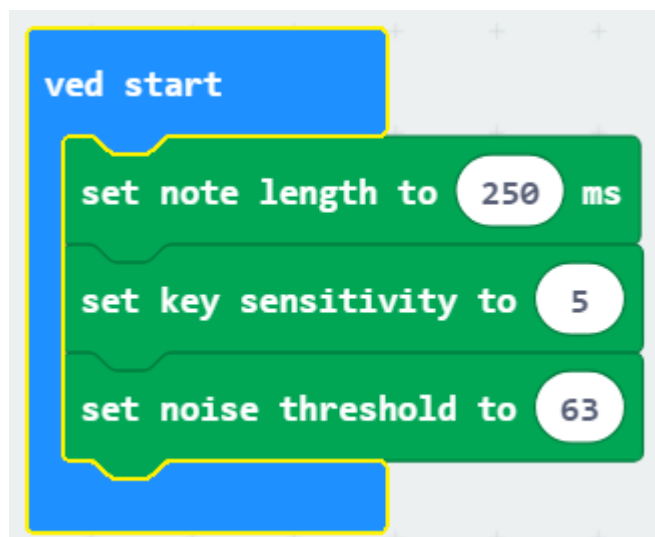 ved start
set note length to 250 ms
set key sensitivity to 5
set noise threshold to 63